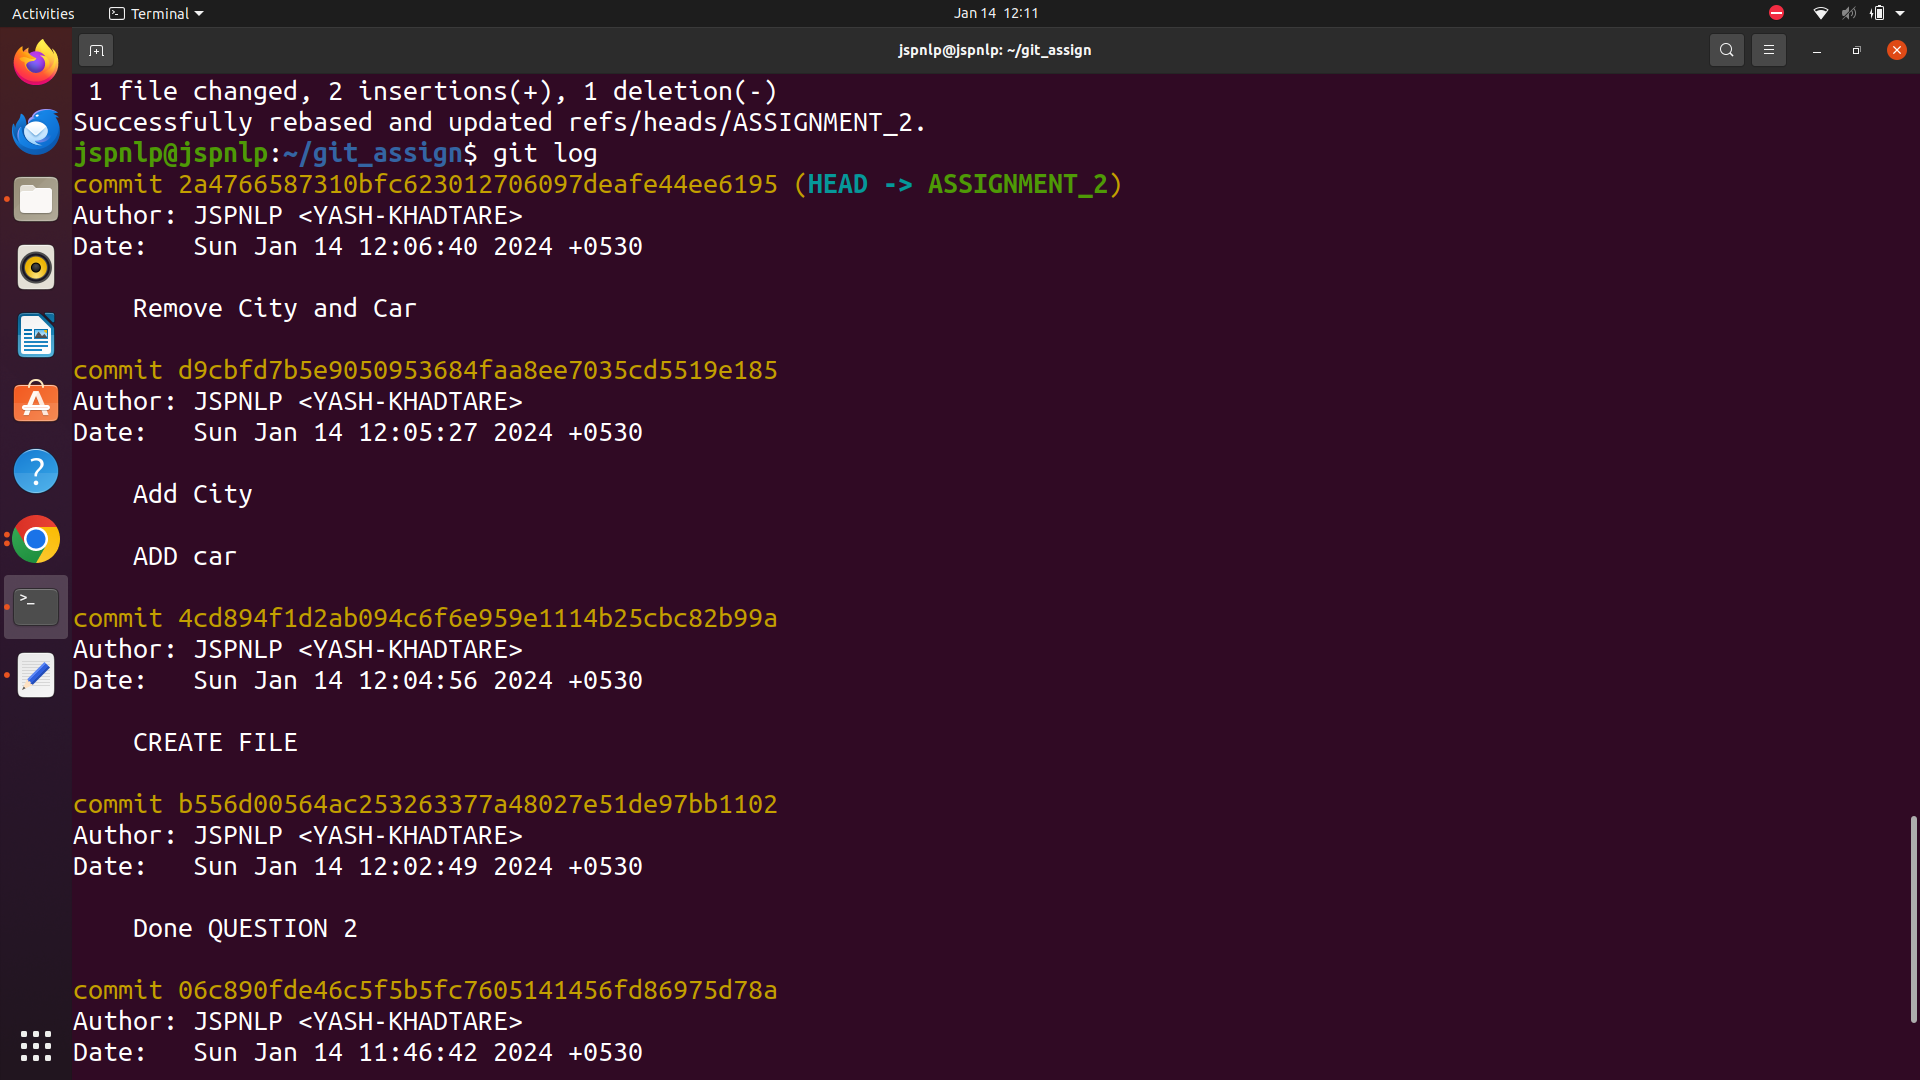 Activities
Terminal
Jan 14 12:11
jspnlp@jspnlp: ~/git_assign
1 file changed, 2 insertions(+), 1 deletion(-)
Successfully rebased and updated refs/heads/ASSIGNMENT_2.
jspnlp@jspnlp:~/git_assign$ git log
commit 2a4766587310bfc623012706097deafe44ee6195 (HEAD -> ASSIGNMENT_2)
Author: JSPNLP <YASH-KHADTARE>
Date:   Sun Jan 14 12:06:40 2024 +0530
Remove City and Car
commit d9cbfd7b5e9050953684faa8ee7035cd5519e185
Author: JSPNLP <YASH-KHADTARE>
Date:   Sun Jan 14 12:05:27 2024 +0530
Add City
ADD car
commit 4cd894f1d2ab094c6f6e959e1114b25cbc82b99a
Author: JSPNLP <YASH-KHADTARE>
Date:   Sun Jan 14 12:04:56 2024 +0530
CREATE FILE
commit b556d00564ac253263377a48027e51de97bb1102
Author: JSPNLP <YASH-KHADTARE>
Date:   Sun Jan 14 12:02:49 2024 +0530
Done QUESTION 2
commit 06c890fde46c5f5b5fc7605141456fd86975d78a
Author: JSPNLP <YASH-KHADTARE>
Date:   Sun Jan 14 11:46:42 2024 +0530